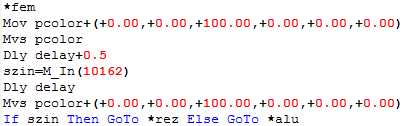 *fem
Mov pcolor+(+0.00,+0.00,+100.00,+0.00,+0.00,+0.00)
Mvs pcolor
Dly delay+0.5
szin=M_In(10162)
Dly delay
Mvs pcolor+(+0.00,+0.00,+100.00,+0.00,+0.00,+0.00)
If szin Then GoTo *rez Else GoTo *alu